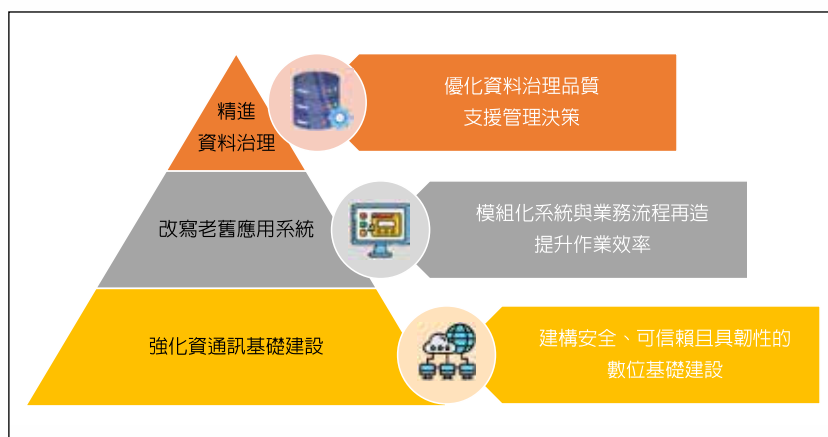 精進
資料治理
優化資料治理品質
支援管理決策
改寫老舊應用系統
模組化系統與業務流程再造
提升作業效率
強化資通訊基礎建設
建構安全、可信賴且具韌性的
數位基礎建設